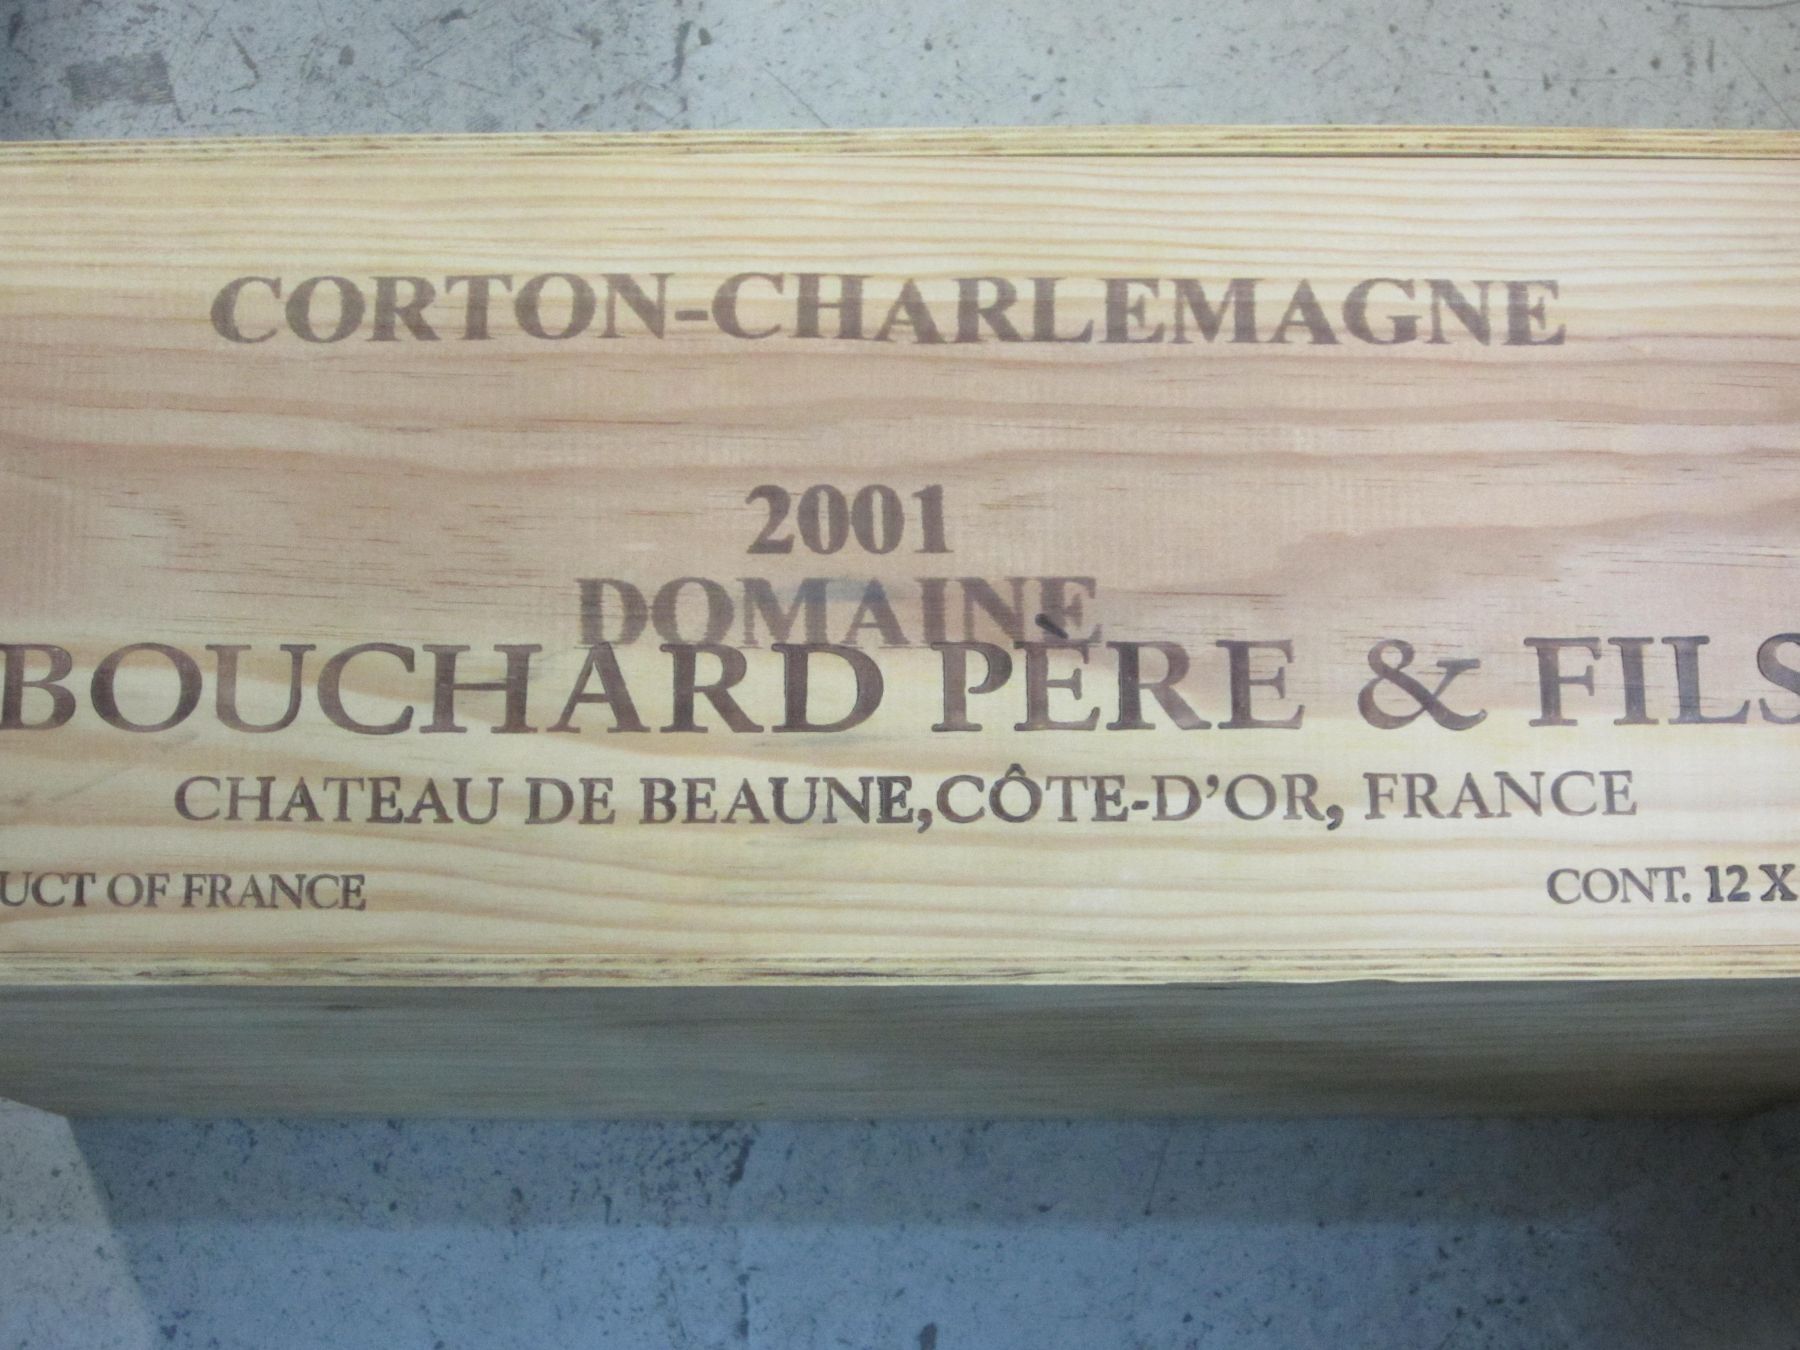 CORTON-CHARLEMAGNE
2001
DOMAINE
BOUCHARD PÈRE & FILS
CHATEAU DE BEAUNE, CÔTE-D'OR, FRANCE
UCT OF FRANCE
CONT. 12 X